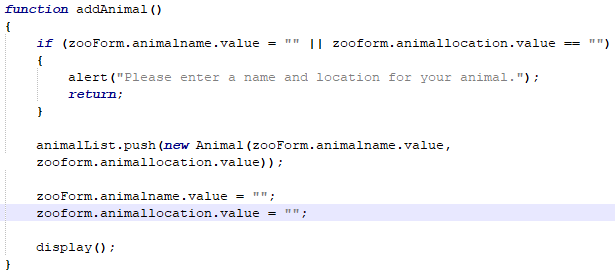 function addAnimal()
{
if (zooForm.animalname.value = "" || zooform.animallocation.value == "")
{
alert("Please enter a name and location for your animal.");
return;
}
animalList.push(new Animal(zooForm.animalname.value,
zooform.animallocation.value));
zooForm.animalname.value = "";
zooform.animallocation.value = "";
display();
}